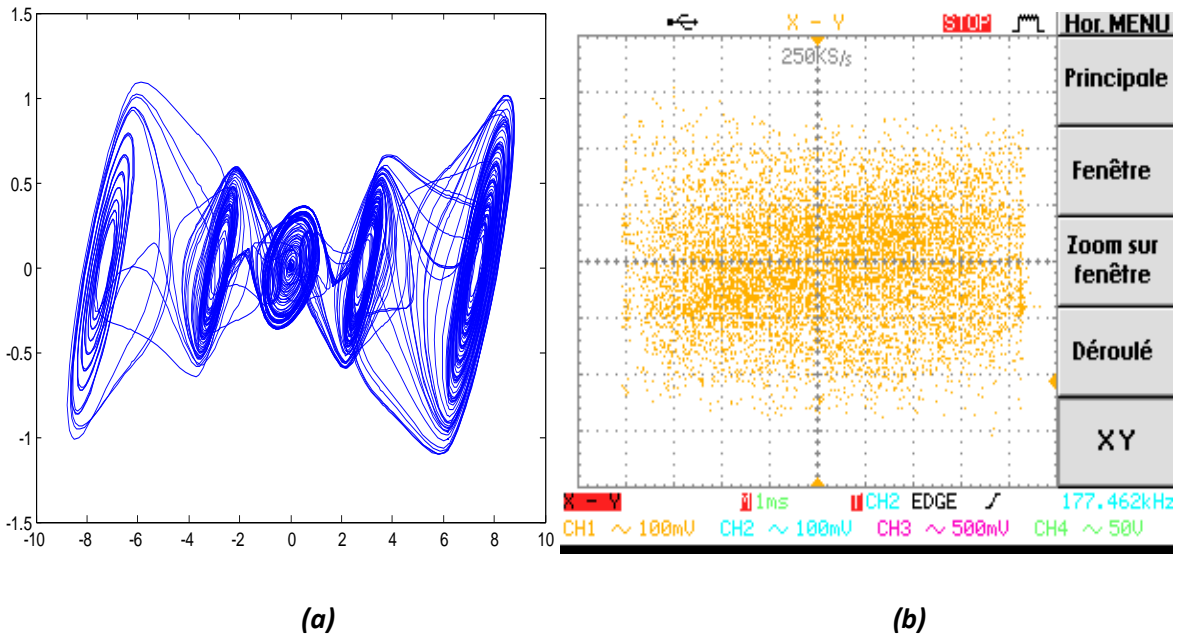 1.5
1
0.5
0
-0.5
-1
-1.5
-10 -8 -6 -4 -2 0 2 4 6 8 10
X - Y STOP Hor. MENU
250KS/s
Principale
Fenêtre
Zoom sur
fenêtre
Déroulé
XY
X - Y M 1ms T CH2 EDGE 177.462kHz
CH1 ~ 100mV CH2 ~ 100mV CH3 ~ 500mV CH4 ~ 50V
(a) (b)